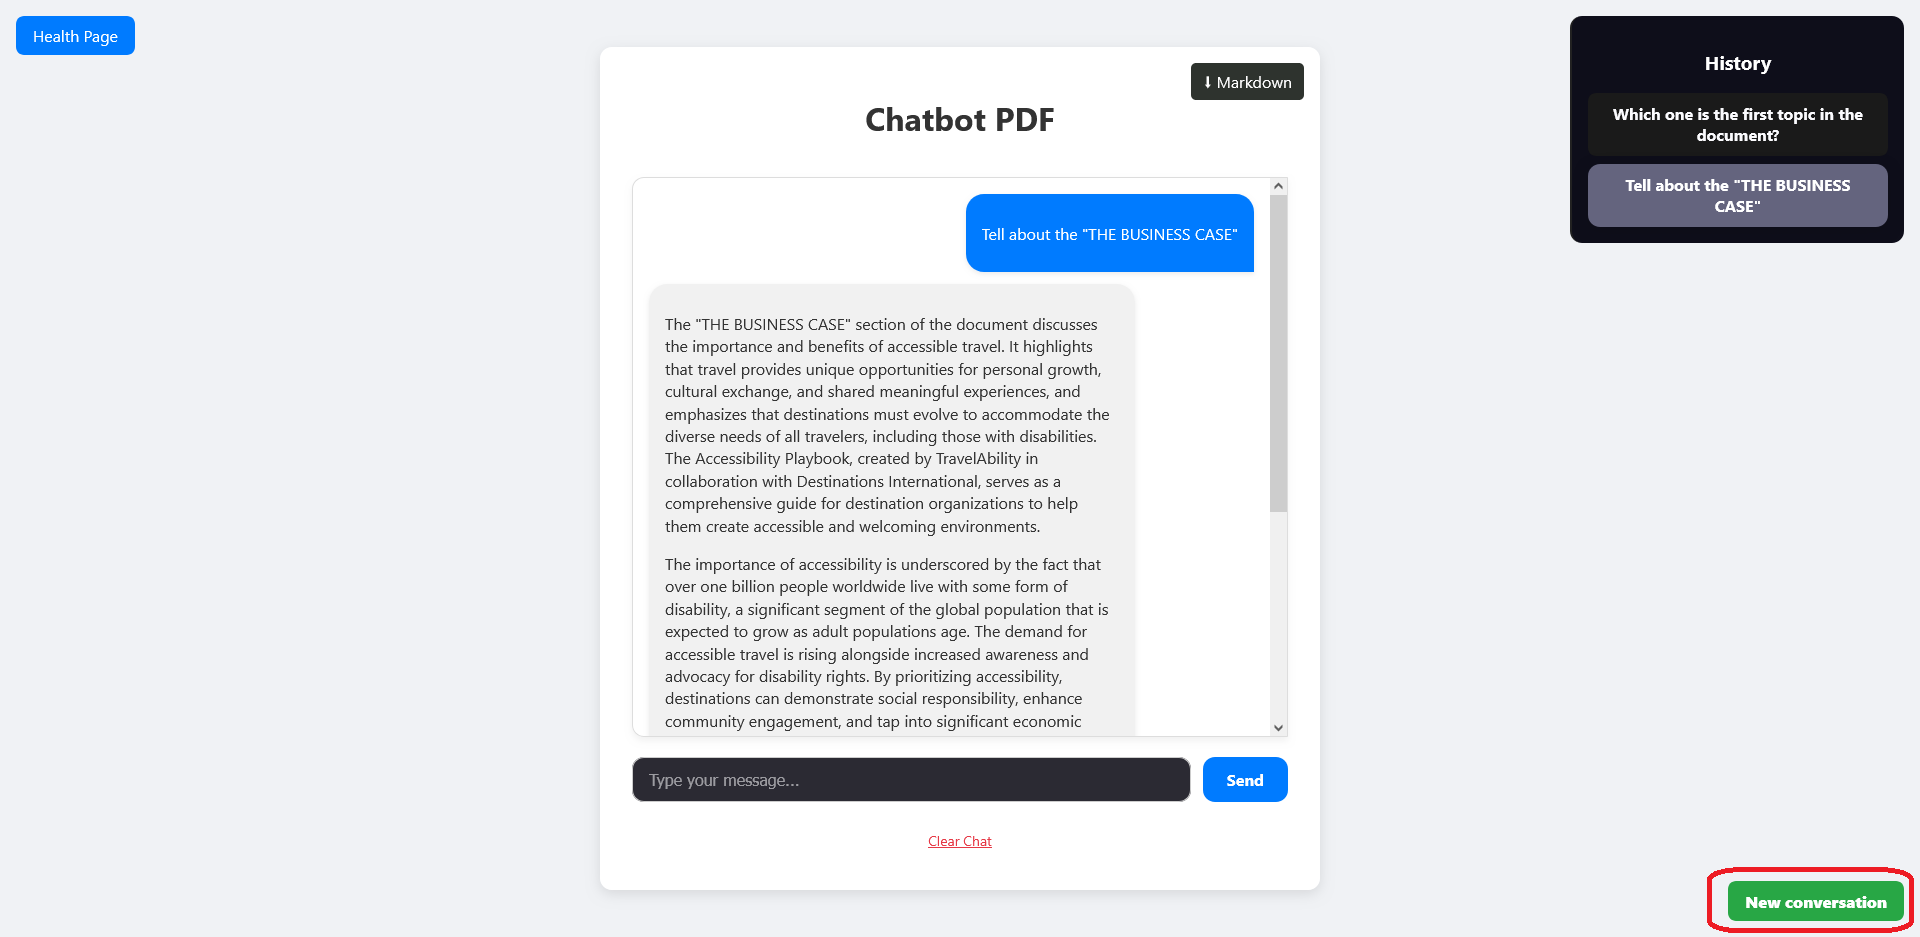 Health Page
⬇ Markdown
Chatbot PDF
Tell about the "THE BUSINESS CASE"
The "THE BUSINESS CASE" section of the document discusses
the importance and benefits of accessible travel. It highlights
that travel provides unique opportunities for personal growth,
cultural exchange, and shared meaningful experiences, and
emphasizes that destinations must evolve to accommodate the
diverse needs of all travelers, including those with disabilities.
The Accessibility Playbook, created by TravelAbility in
collaboration with Destinations International, serves as a
comprehensive guide for destination organizations to help
them create accessible and welcoming environments.
The importance of accessibility is underscored by the fact that
over one billion people worldwide live with some form of
disability, a significant segment of the global population that is
expected to grow as adult populations age. The demand for
accessible travel is rising alongside increased awareness and
advocacy for disability rights. By prioritizing accessibility,
destinations can demonstrate social responsibility, enhance
community engagement, and tap into significant economic
Type your message...
Send
Clear Chat
History
Which one is the first topic in the
document?
Tell about the "THE BUSINESS
CASE"
New conversation